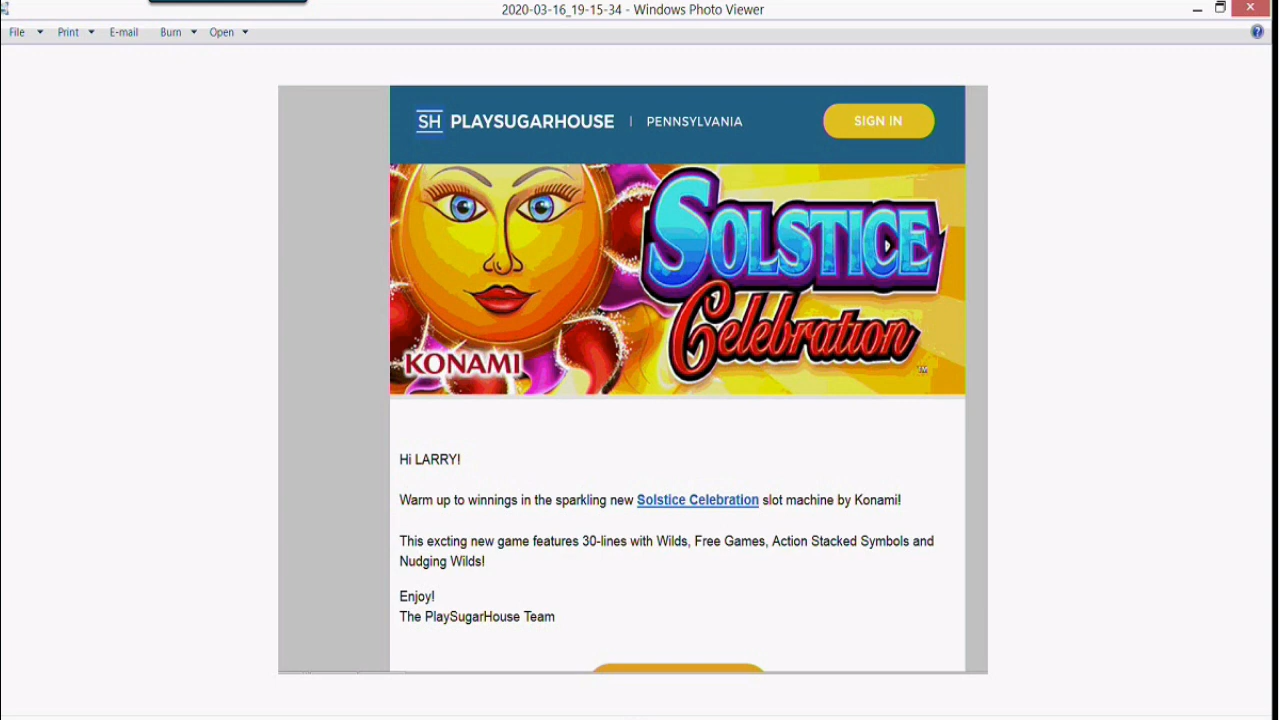 2020-03-16_19-15-34 - Windows Photo Viewer
File Print E-mail Burn Open
SH PLAYSUGARHOUSE | PENNSYLVANIA SIGN IN
SOLSTICE
Celebration
KONAMI
TM
Hi LARRY!
Warm up to winnings in the sparkling new Solstice Celebration slot machine by Konami!
This excting new game features 30-lines with Wilds, Free Games, Action Stacked Symbols and
Nudging Wilds!
Enjoy!
The PlaySugarHouse Team